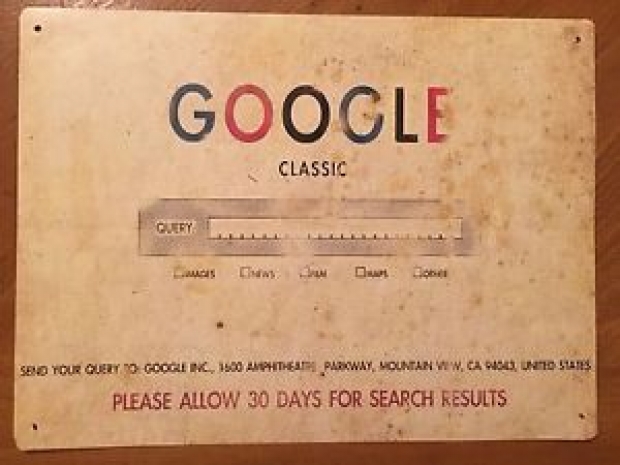 GOOGLE
CLASSIC
QUERY
IMAGES NEWS FILM MAPS OTHER
SEND YOUR QUERY TO: GOOGLE INC., 1600 AMPHITHEATRE PARKWAY, MOUNTAIN VIEW, CA 94043, UNITED STATES
PLEASE ALLOW 30 DAYS FOR SEARCH RESULTS